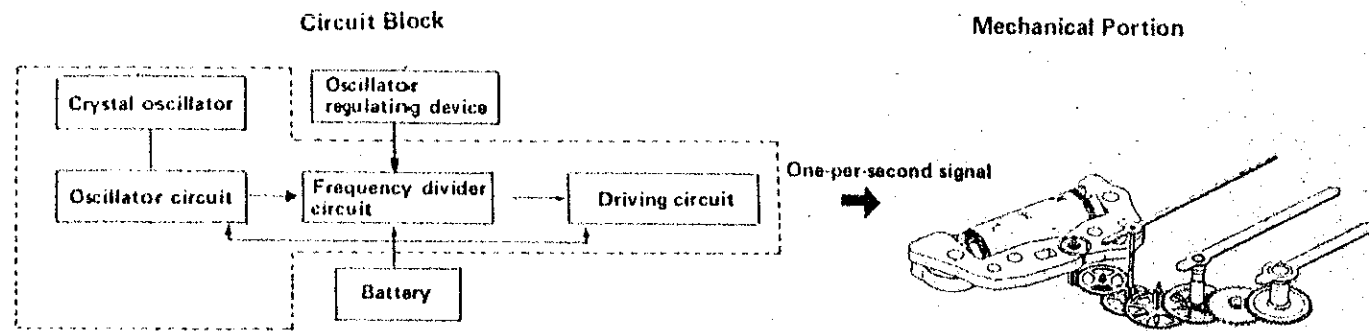 Circuit Block
Mechanical Portion
Crystal oscillator
Oscillator
regulating device
One-per-second signal
Oscillator circuit
Frequency divider
circuit
Driving circuit
Battery